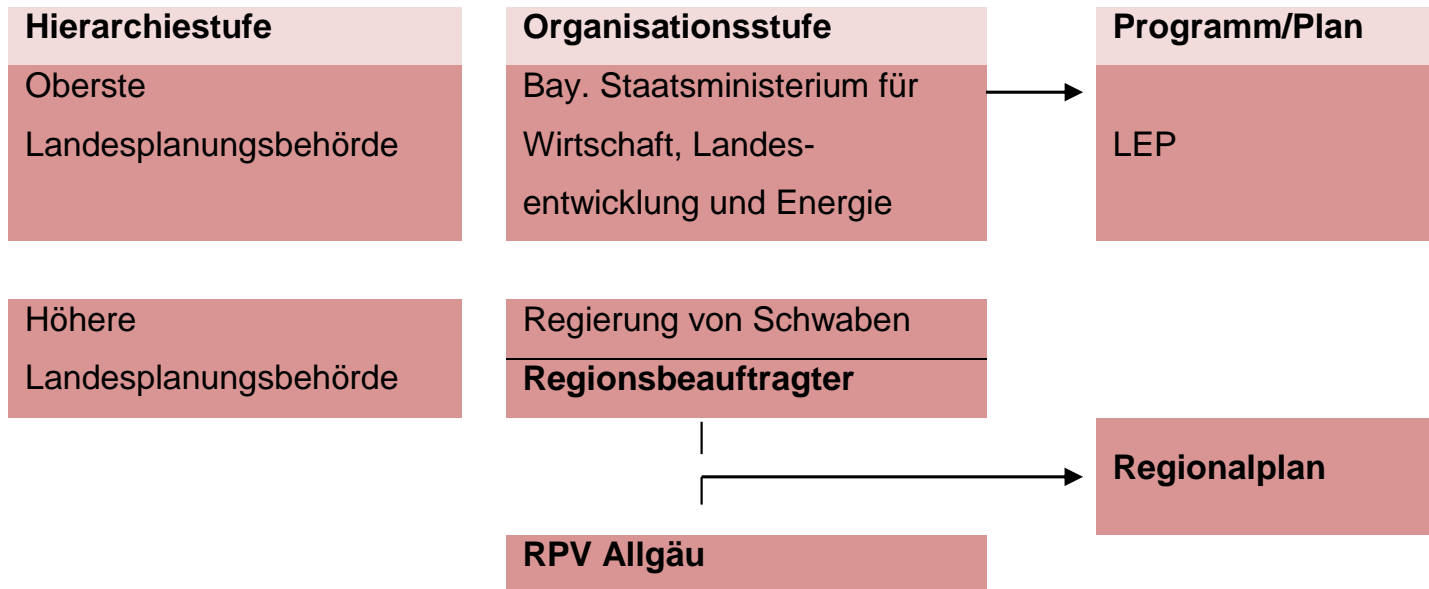 Hierarchiestufe
Organisationsstufe
Programm/Plan
Oberste
Landesplanungsbehörde
Bay. Staatsministerium für
Wirtschaft, Landes-
entwicklung und Energie
LEP
Höhere
Landesplanungsbehörde
Regierung von Schwaben
Regionsbeauftragter
Regionalplan
RPV Allgäu